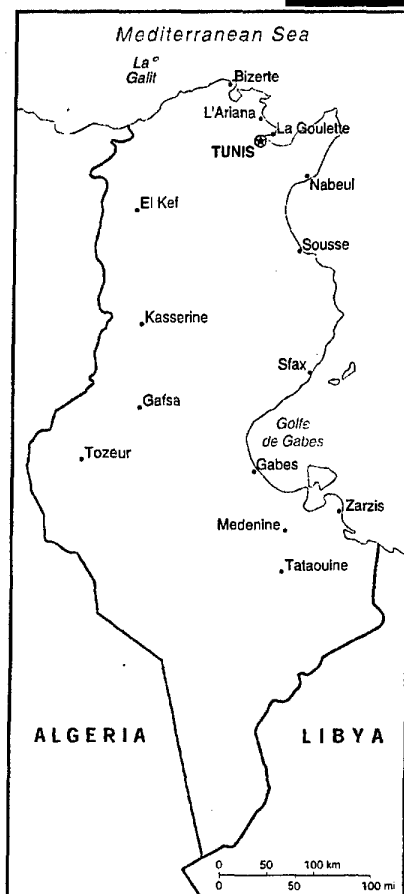 Mediterranean Sea
La
Galit
Bizerte
L'Ariana
La Goulette
TUNIS
Nabeul
El Kef
Sousse
Kasserine
Sfax
Gafsa
Golfe
de Gabes
Tozeur
Gabes
Zarzis
Medenine
Tataouine
ALGERIA
LIBYA
0 50 100 km
0 50 100 mi